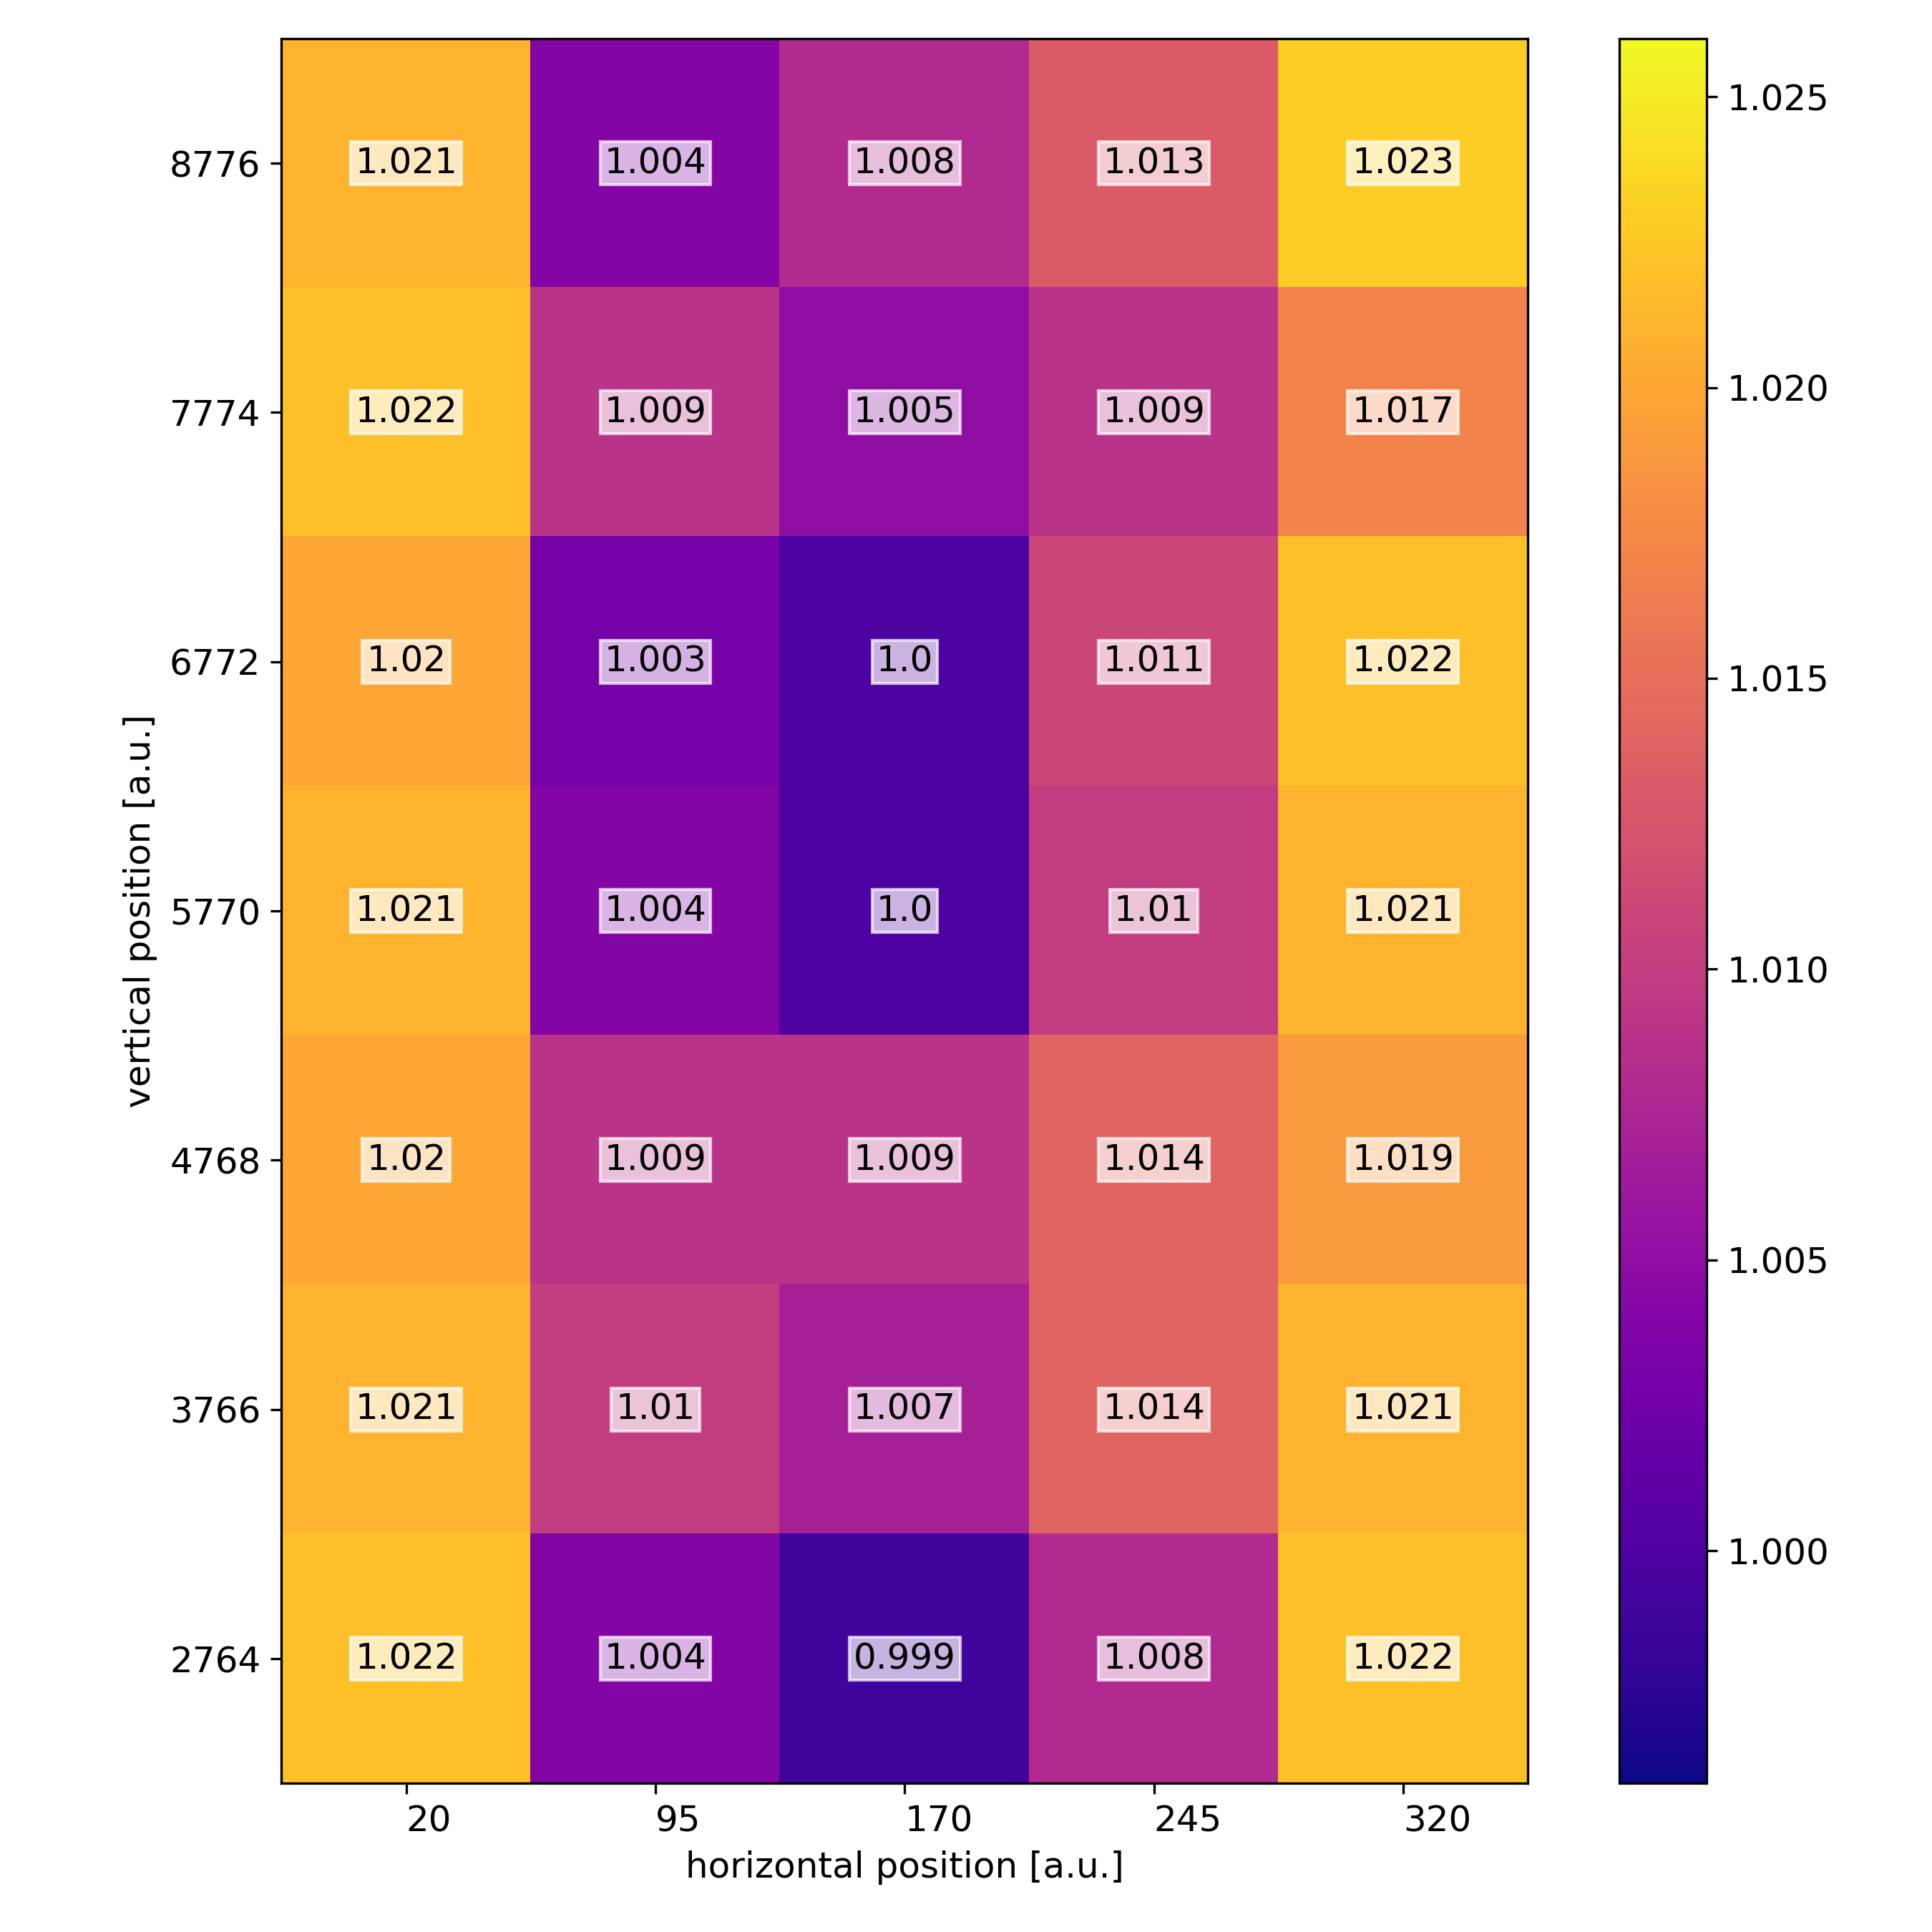 1.025
8776 1.021 1.004 1.008 1.013 1.023
1.020
7774 1.022 1.009 1.005 1.009 1.017
6772 1.02 1.003 1.0 1.011 1.022
1.015
vertical position [a.u.]
5770 1.021 1.004 1.0 1.01 1.021
1.010
4768 1.02 1.009 1.009 1.014 1.019
1.005
3766 1.021 1.01 1.007 1.014 1.021
1.000
2764 1.022 1.004 0.999 1.008 1.022
20 95 170 245 320
horizontal position [a.u.]